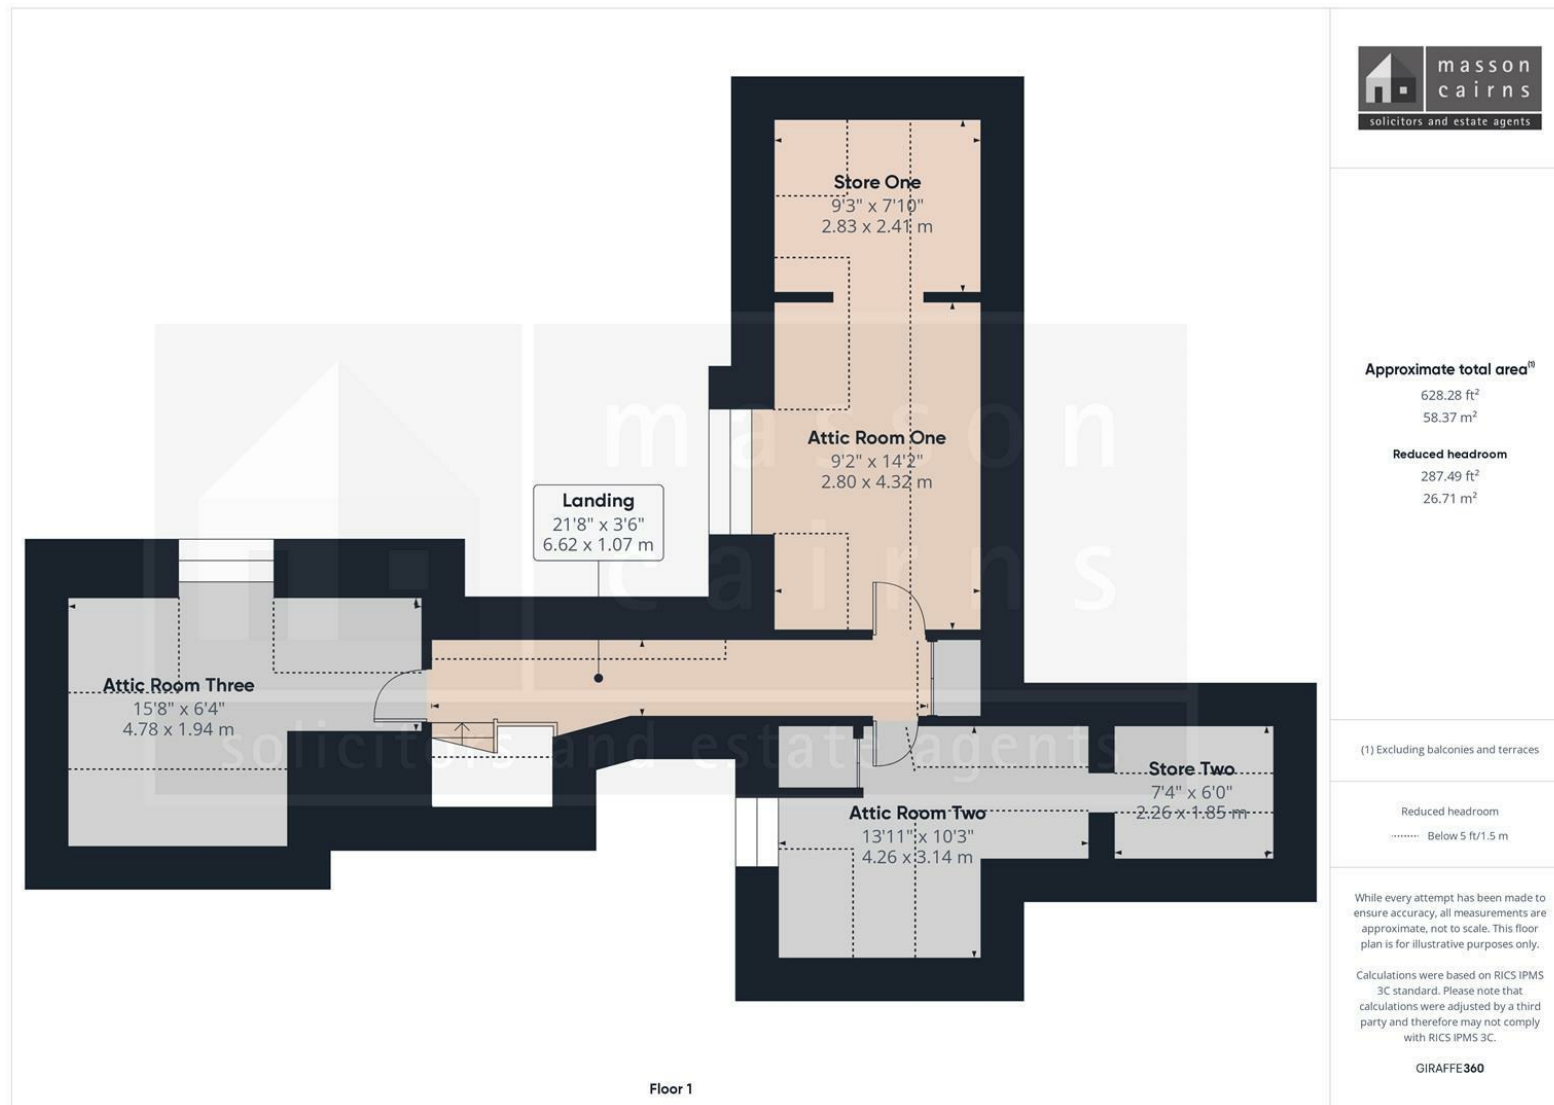 masson
cairns
solicitors and estate agents
Store One
9'3" x 7'10"
2.83 x 2.41 m
Attic Room One
9'2" x 14'2"
2.80 x 4.32 m
Landing
21'8" x 3'6"
6.62 x 1.07 m
Attic Room Three
15'8" x 6'4"
4.78 x 1.94 m
Store Two
7'4" x 6'0"
2.26 x 1.85 m
Attic Room Two
13'11" x 10'3"
4.26 x 3.14 m
masson
cairns
solicitors and estate agents
Floor 1
Approximate total area(1)
628.28 ft²
58.37 m²
Reduced headroom
287.49 ft²
26.71 m²
(1) Excluding balconies and terraces
Reduced headroom
Below 5 ft/1.5 m
While every attempt has been made to
ensure accuracy, all measurements are
approximate, not to scale. This floor
plan is for illustrative purposes only.
Calculations were based on RICS IPMS
3C standard. Please note that
calculations were adjusted by a third
party and therefore may not comply
with RICS IPMS 3C.
GIRAFFE360